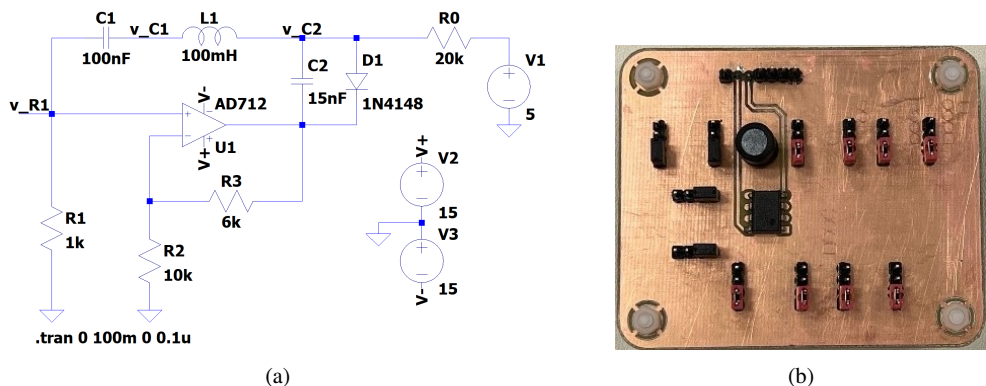 C1
100nF
v_C1
L1
100mH
v_C2
C2
15nF
D1
1N4148
R0
20k
V1
5
v_R1
AD712
V-
V+
U1
R3
6k
R1
1k
R2
10k
V+
V2
15
V3
15
V-
.tran 0 100m 0 0.1u
(a)
(b)